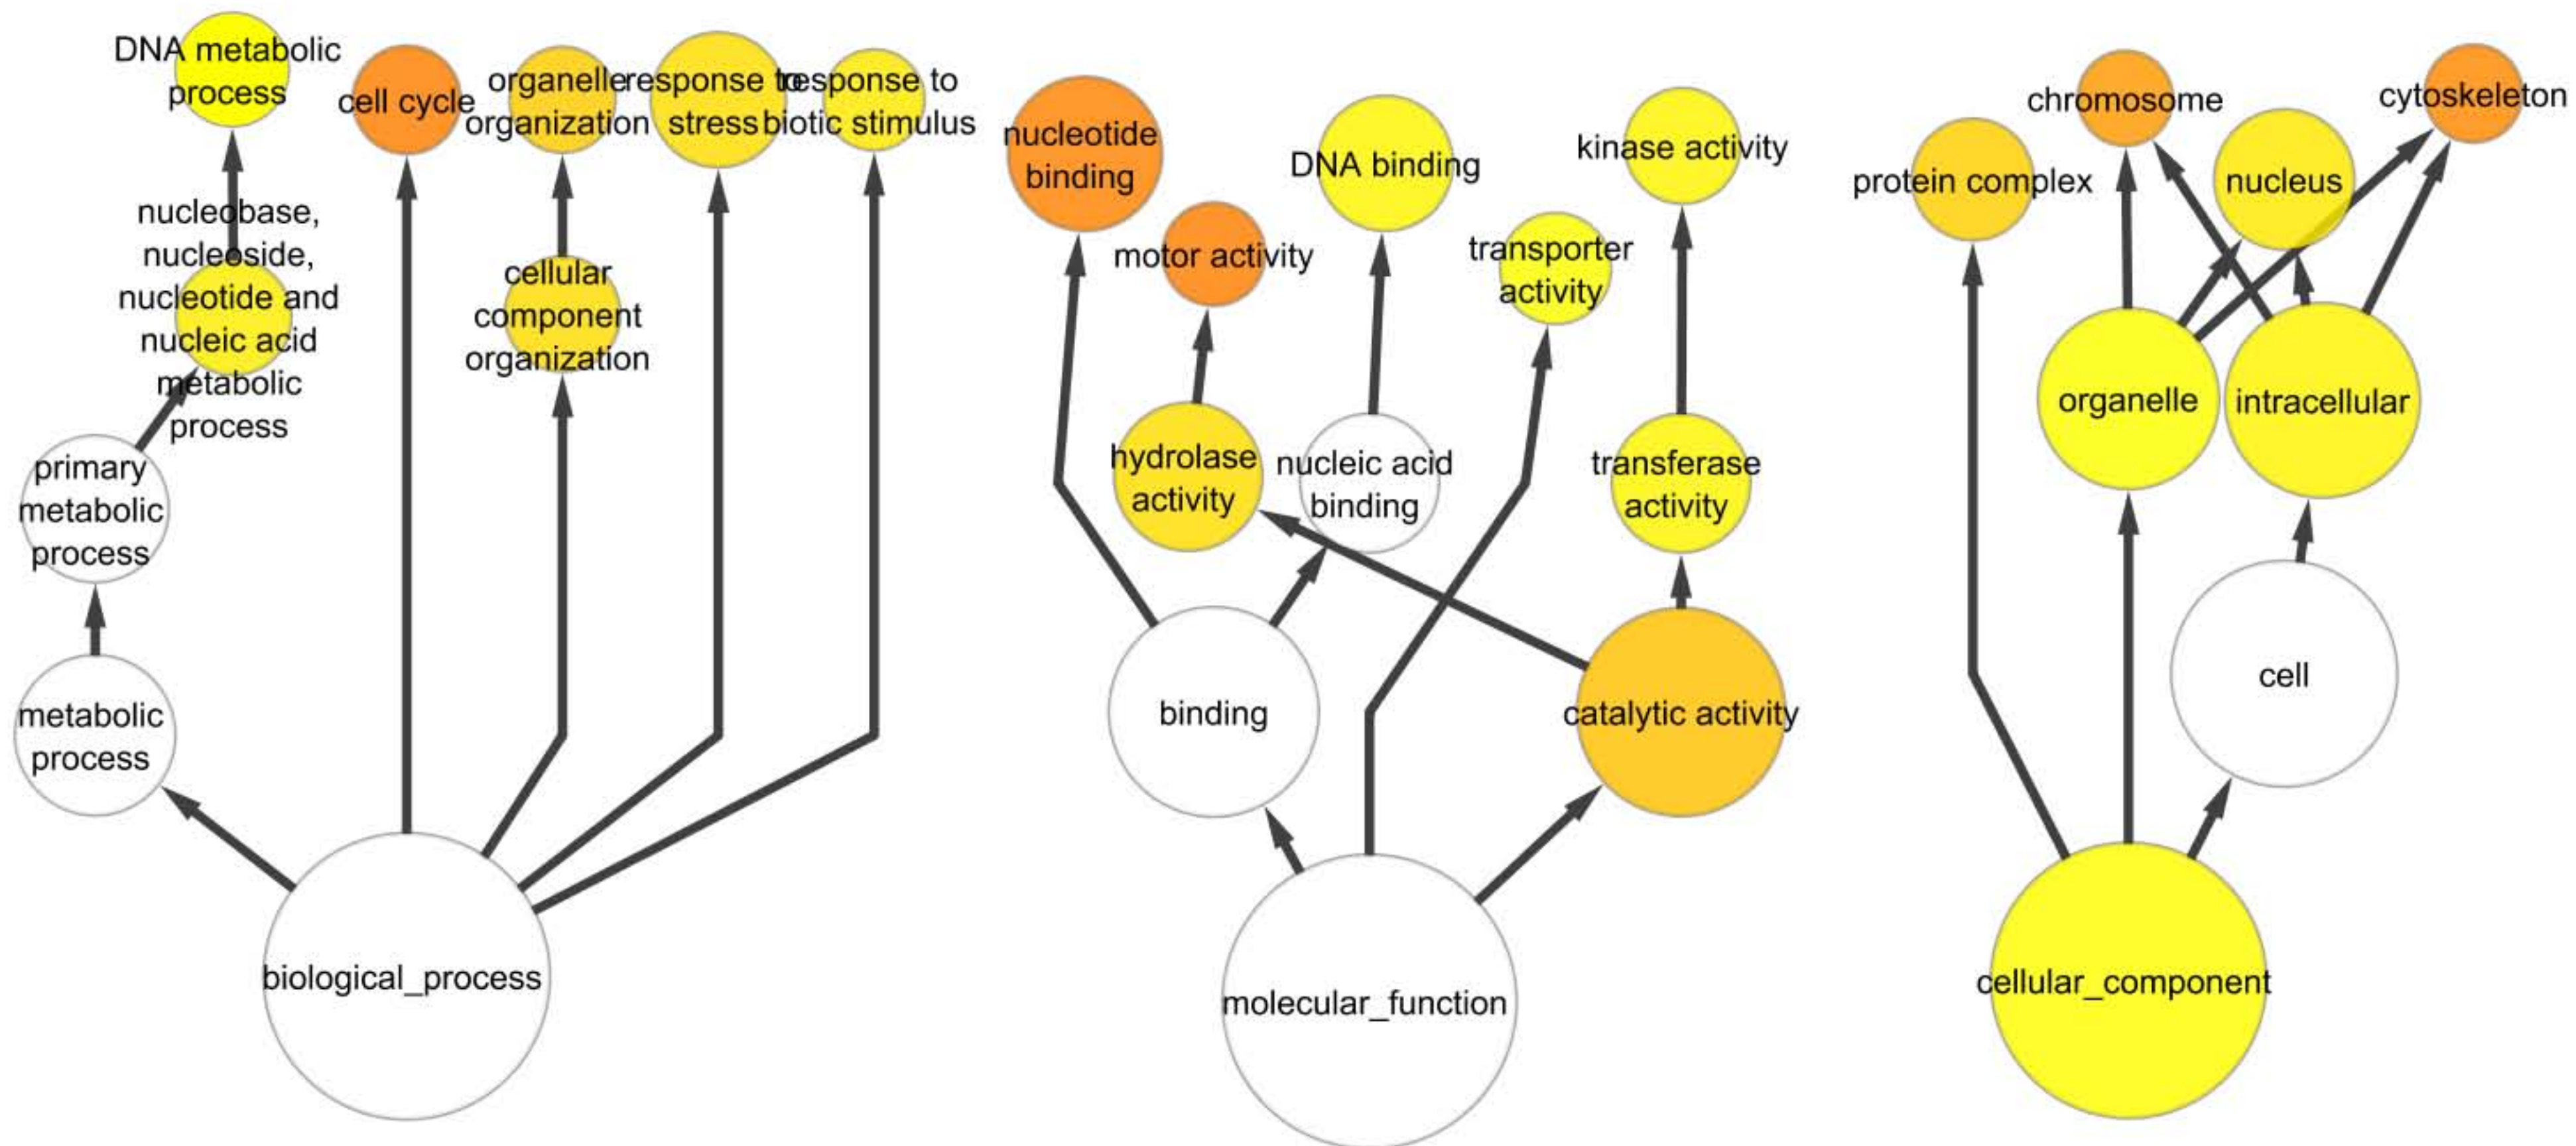 DNA metabolic
process
cell cycle
organelle
organization
response to
stress
response to
biotic stimulus
nucleobase,
nucleoside,
nucleotide and
nucleic acid
metabolic
process
cellular
component
organization
primary
metabolic
process
metabolic
process
biological_process
nucleotide
binding
motor activity
DNA binding
transporter
activity
kinase activity
hydrolase
activity
nucleic acid
binding
transferase
activity
binding
catalytic activity
molecular_function
protein complex
chromosome
nucleus
cytoskeleton
organelle
intracellular
cell
cellular_component